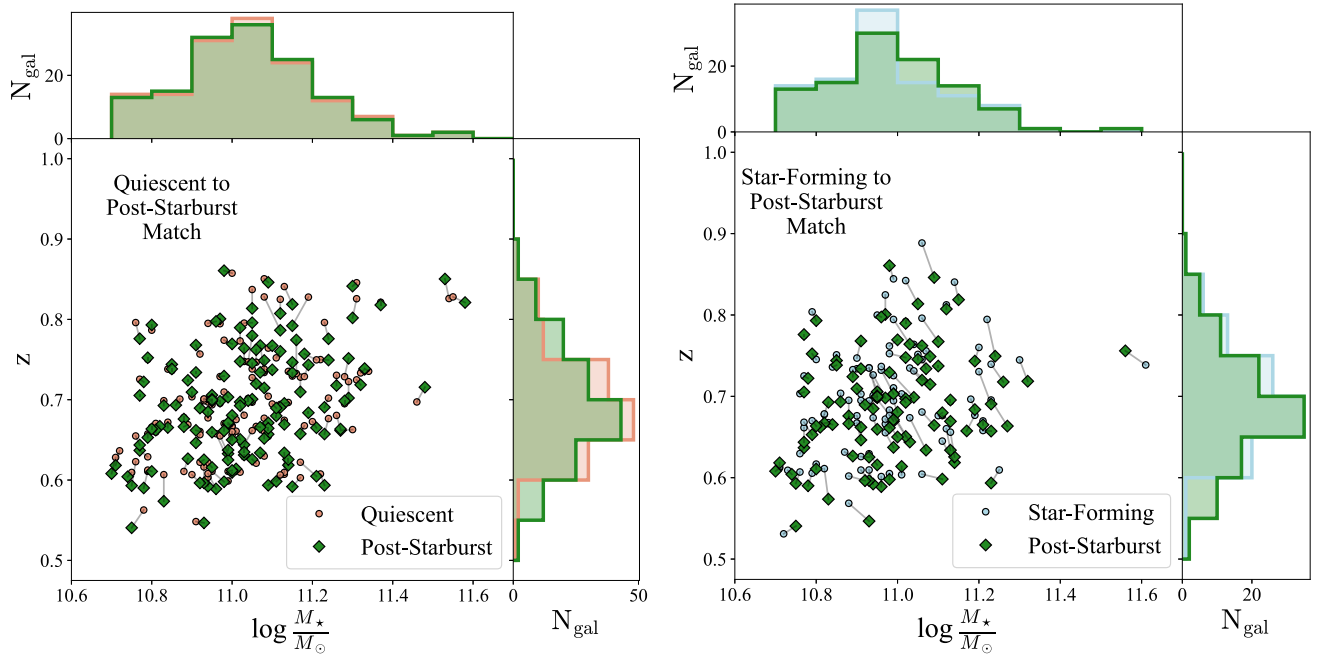 N_gal
20
0
1.0
0.9
0.8
0.7
0.6
0.5
z
Quiescent to
Post-Starburst
Match
Quiescent
Post-Starburst
10.6 10.8 11.0 11.2 11.4 11.6
log M⋆/M⊙
0 50
N_gal
N_gal
20
0
1.0
0.9
0.8
0.7
0.6
0.5
z
Star-Forming to
Post-Starburst
Match
Star-Forming
Post-Starburst
10.6 10.8 11.0 11.2 11.4 11.6
log M⋆/M⊙
0 20
N_gal